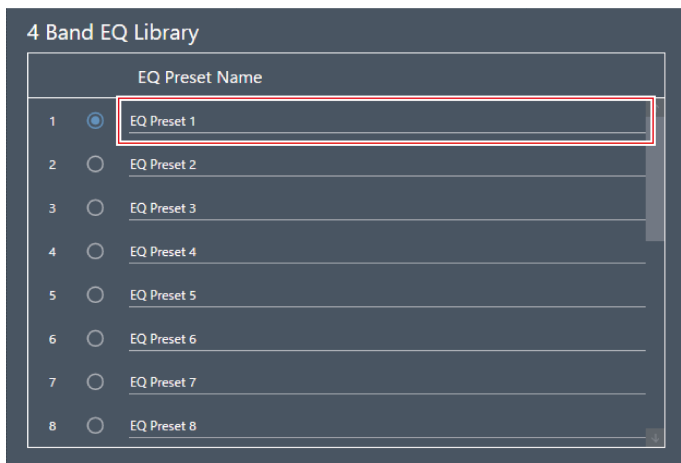 4 Band EQ Library
EQ Preset Name
1 EQ Preset 1
2 EQ Preset 2
3 EQ Preset 3
4 EQ Preset 4
5 EQ Preset 5
6 EQ Preset 6
7 EQ Preset 7
8 EQ Preset 8